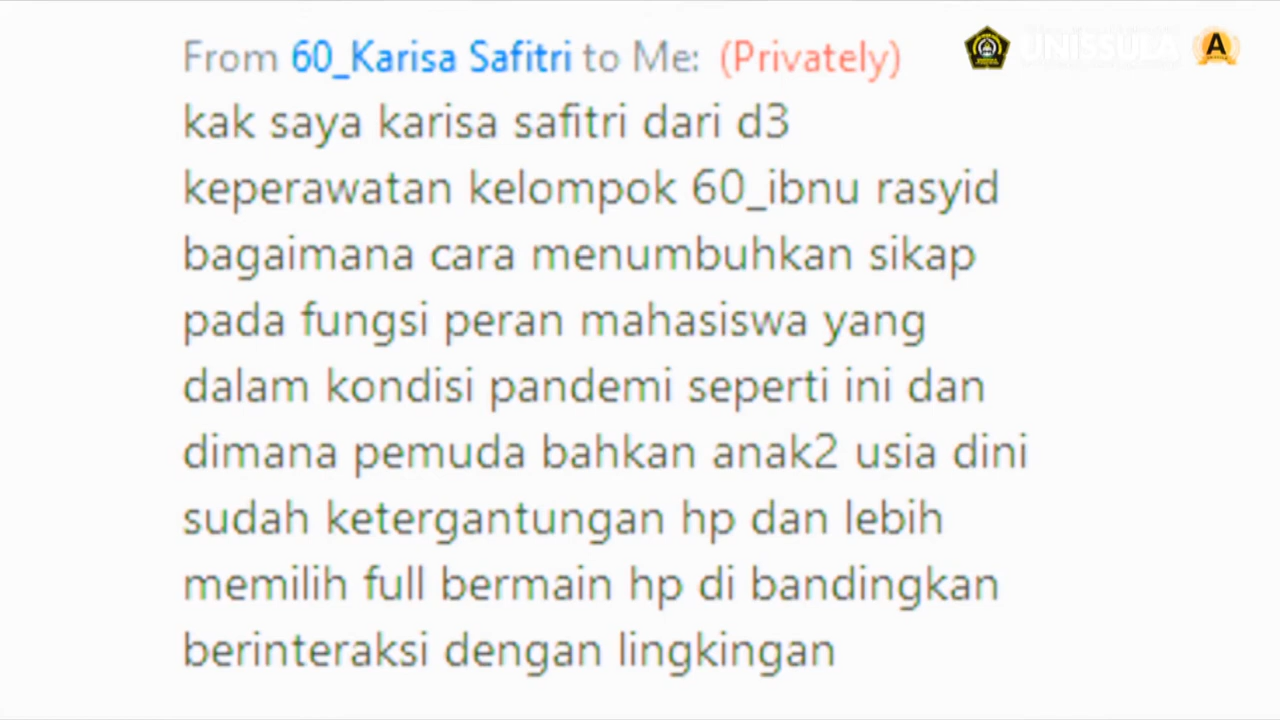 From 60_Karisa Safitri to Me: (Privately)
UNISSULA
A
kak saya karisa safitri dari d3
keperawatan kelompok 60_ibnu rasyid
bagaimana cara menumbuhkan sikap
pada fungsi peran mahasiswa yang
dalam kondisi pandemi seperti ini dan
dimana pemuda bahkan anak2 usia dini
sudah ketergantungan hp dan lebih
memilih full bermain hp di bandingkan
berinteraksi dengan lingkingan